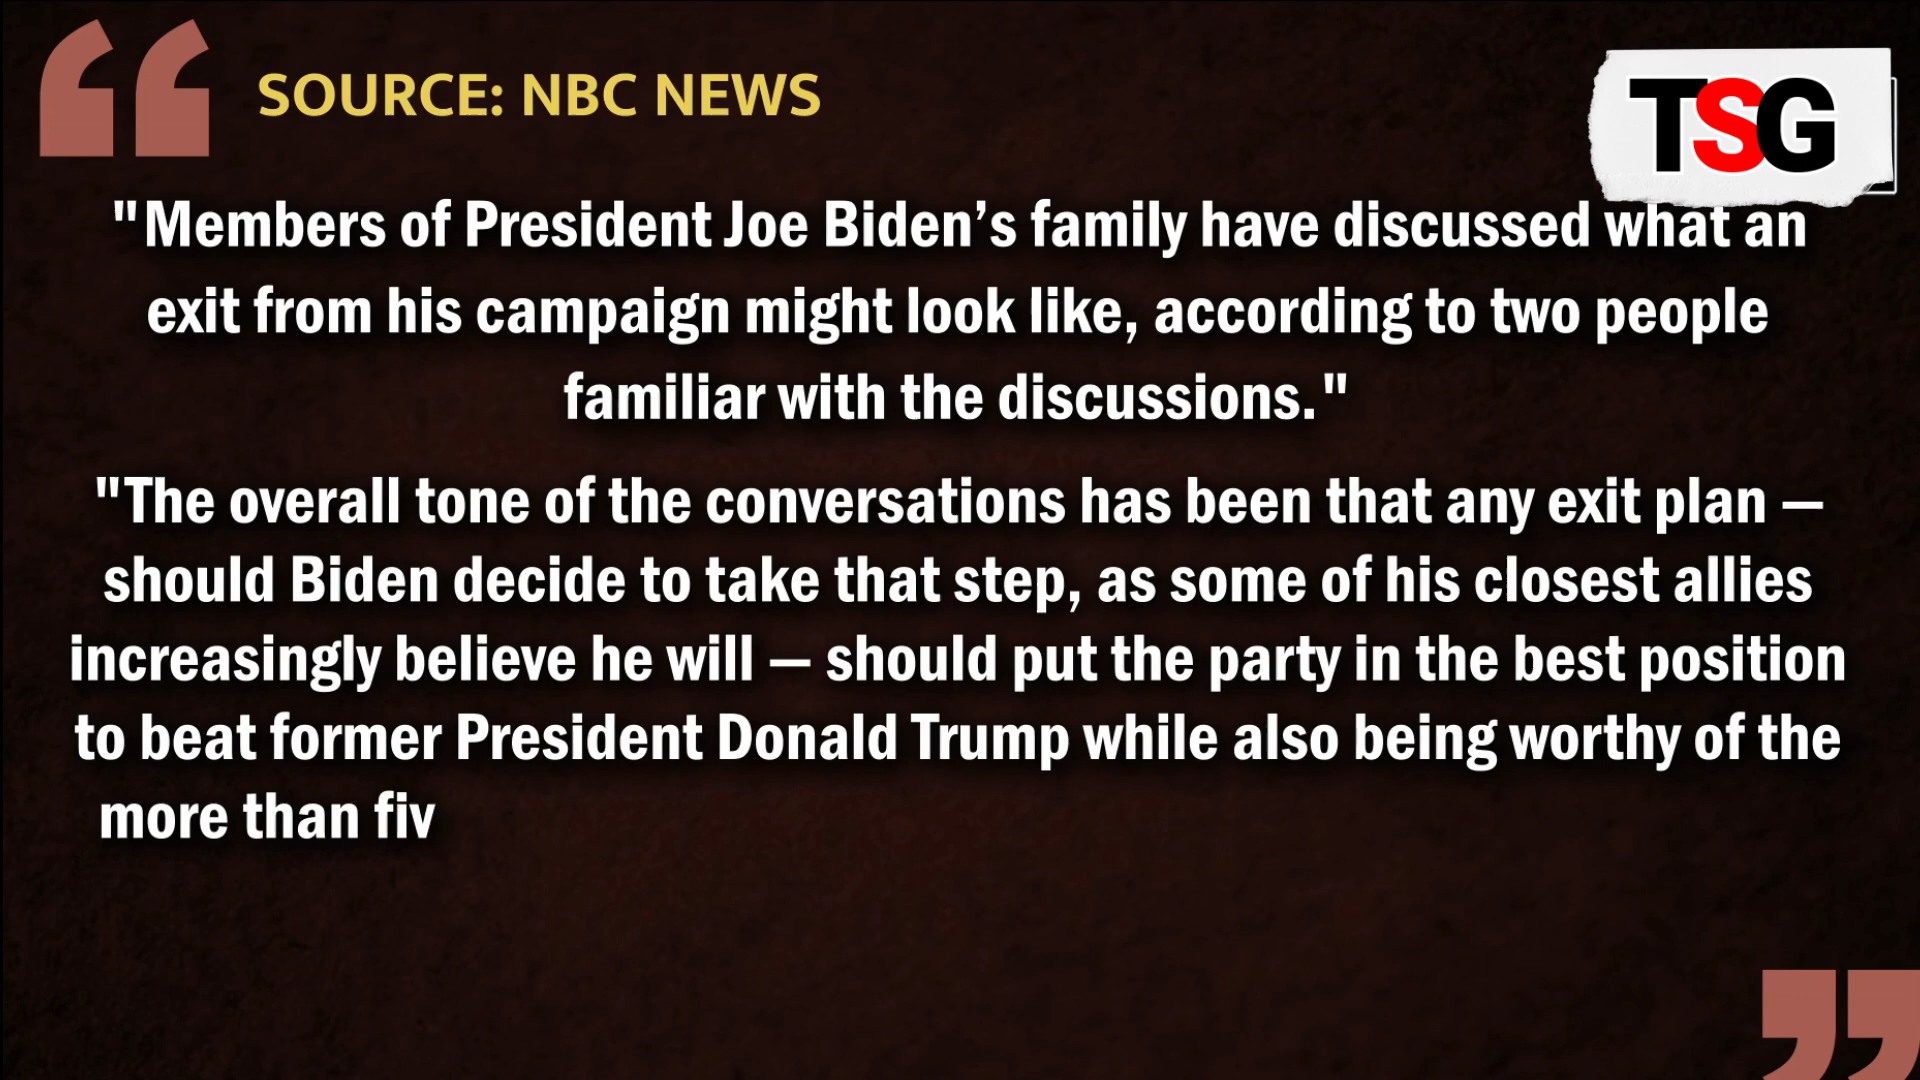 SOURCE: NBC NEWS
TSG
"Members of President Joe Biden’s family have discussed what an
exit from his campaign might look like, according to two people
familiar with the discussions."
"The overall tone of the conversations has been that any exit plan —
should Biden decide to take that step, as some of his closest allies
increasingly believe he will — should put the party in the best position
to beat former President Donald Trump while also being worthy of the
more than fiv